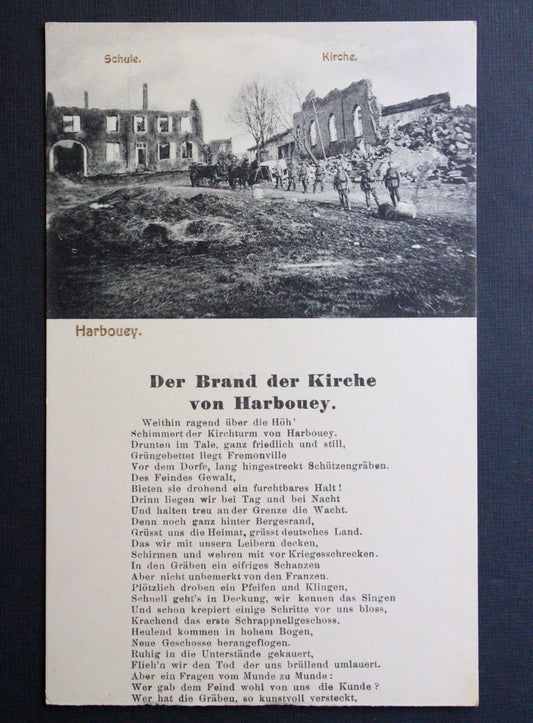 Schule. Kirche.
Harbouey.
Der Brand der Kirche
von Harbouey.
Weithin ragend über die Höh'
Schimmert der Kirchturm von Harbouey.
Drunten im Tale, ganz friedlich und still,
Grüngebettet liegt Fremonville
Vor dem Dorfe, lang hingestreckt Schützengräben.
Des Feindes Gewalt,
Bieten sie drohend ein furchtbares Halt!
Drinn liegen wir bei Tag und bei Nacht
Und halten treu an der Grenze die Wacht.
Denn noch ganz hinter Bergesrand,
Grüsst uns die Heimat, grüsst deutsches Land.
Das wir mit unsern Leibern decken,
Schirmen und wehren mit vor Kriegesschrecken.
In den Gräben ein eifriges Schanzen
Aber nicht unbemerkt von den Franzen.
Plötzlich droben ein Pfeifen und Klingen,
Schnell geht's in Deckung, wir kennen das Singen
Und schon krepiert einige Schritte vor uns bloss,
Krachend das erste Schrappnellgeschoss.
Heulend kommen in hohem Bogen,
Neue Geschosse herangeflogen.
Ruhig in die Unterstände gekauert,
Flieh'n wir den Tod der uns brüllend umlauert.
Aber ein Fragen vom Munde zu Munde:
Wer gab dem Feind wohl von uns die Kunde?
Wer hat die Gräben, so kunstvoll versteckt,